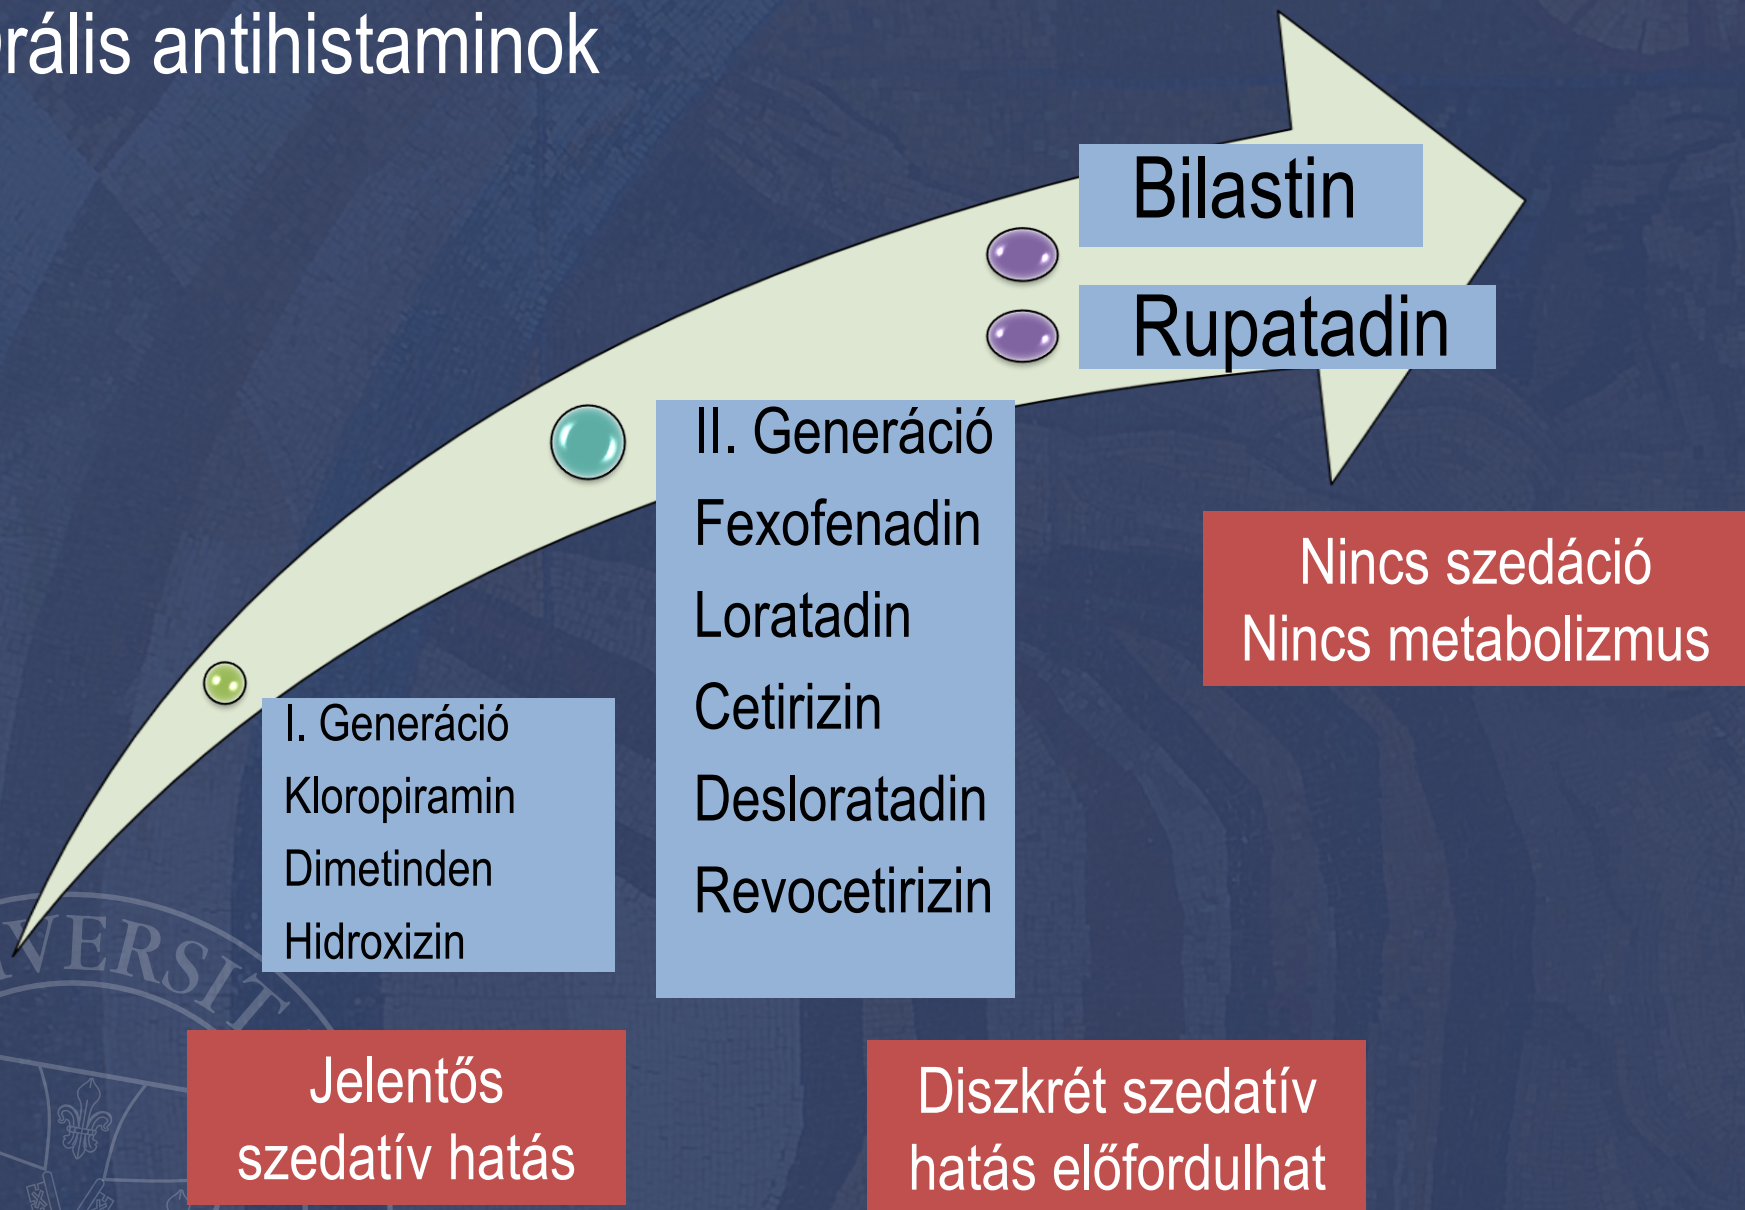 rális antihistaminok
Bilastin
Rupatadin
II. Generáció
Fexofenadin
Loratadin
Cetirizin
Desloratadin
Revocetirizin
Nincs szedáció
Nincs metabolizmus
I. Generáció
Kloropiramin
Dimetinden
Hidroxizin
Jelentős
szedatív hatás
Diszkrét szedatív
hatás előfordulhat
VERSIT